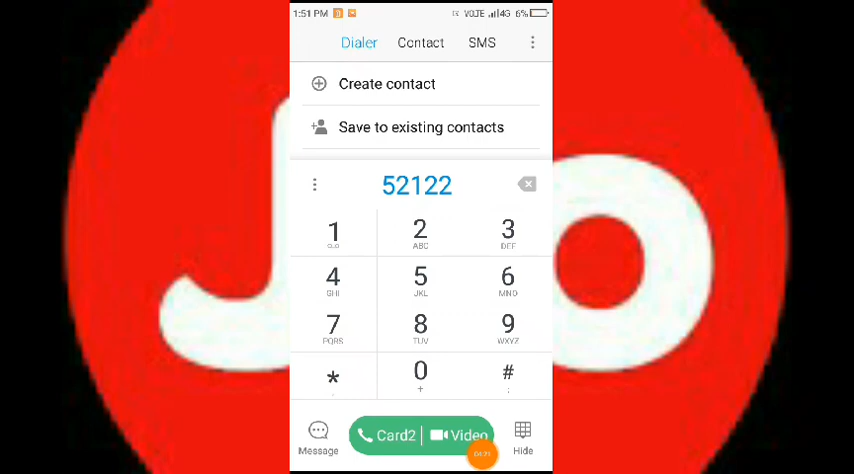 1:51 PM VOLTE 4G 6%
Dialer Contact SMS
Create contact
Save to existing contacts
52122
1 2 3
ABC DEF
4 5 6
GHI JKL MNO
7 8 9
PQRS TUV WXYZ
* 0 #
+ ;
Card2 Video
Message Hide
J o